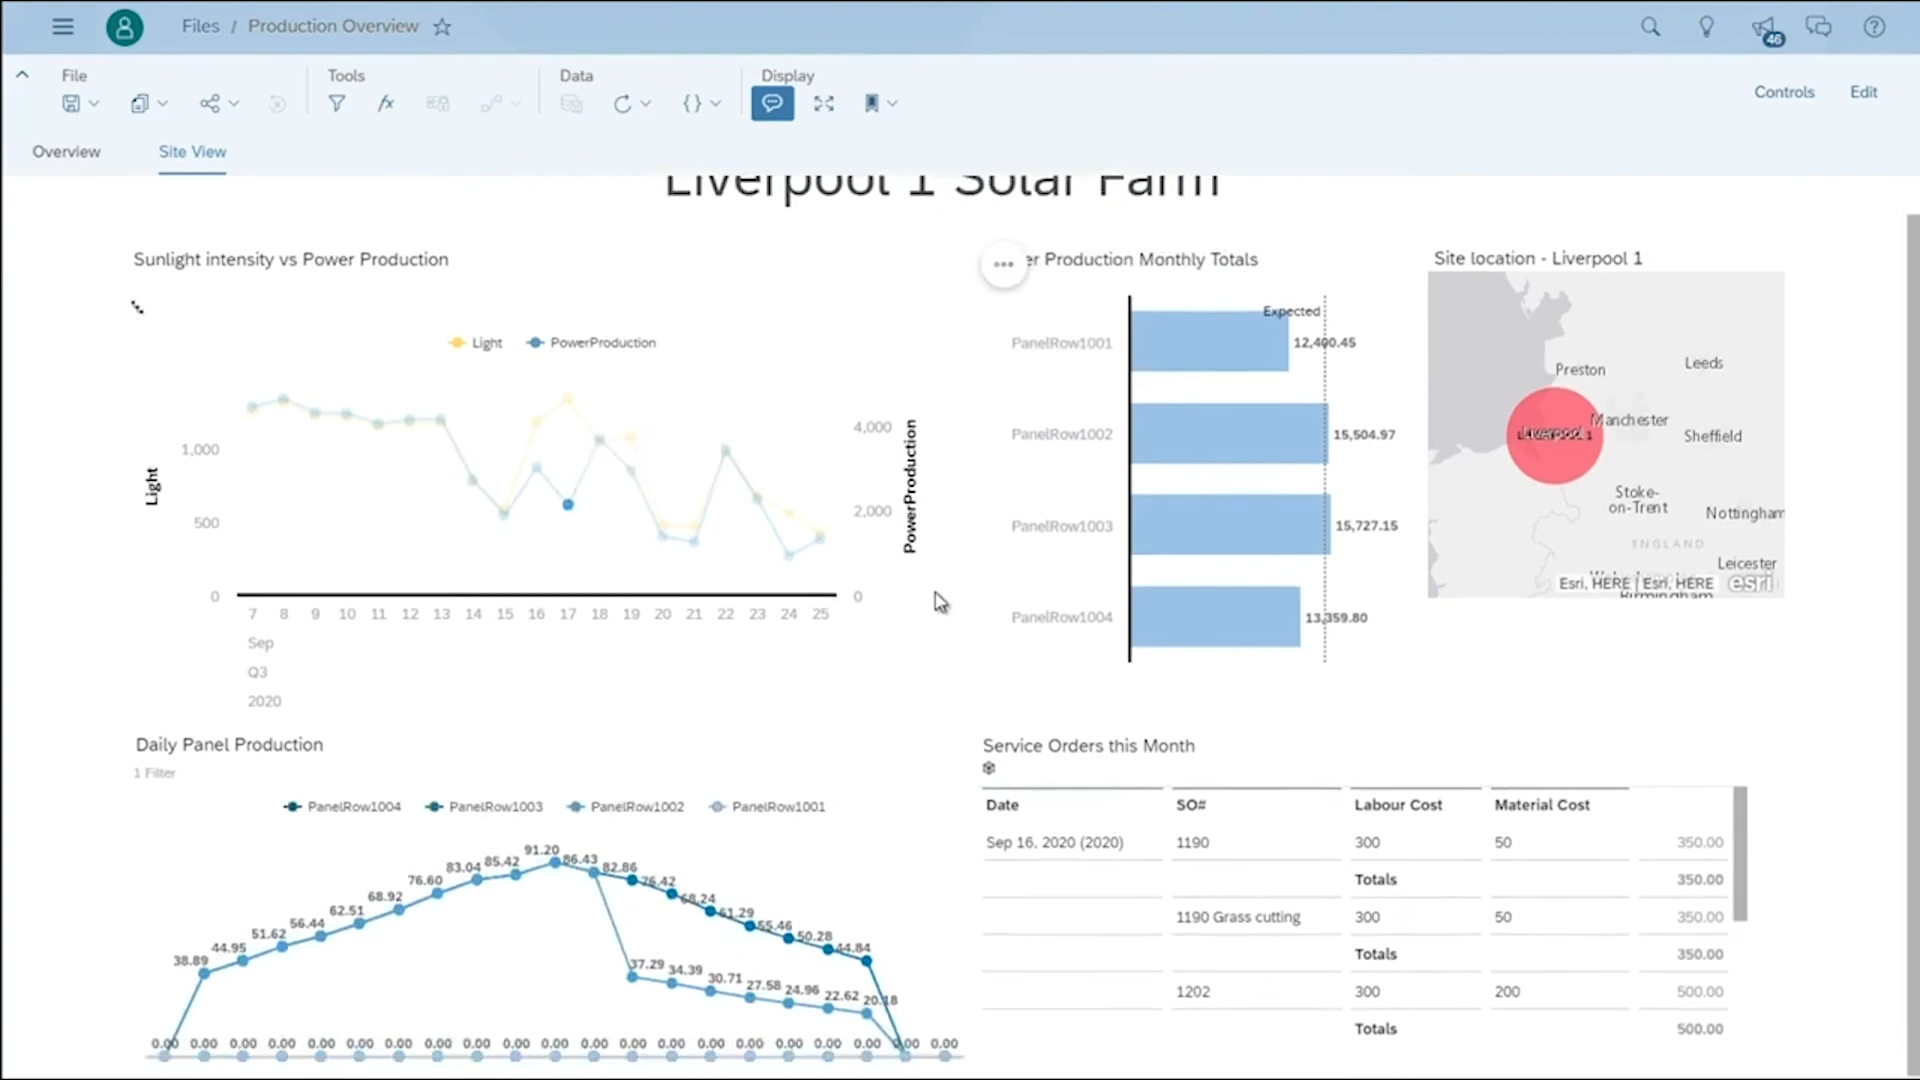 Files / Production Overview
46
File
Tools
Data
Display
fx
Controls
Edit
Overview
Site View
Liverpool 1 Solar Farm
Sunlight intensity vs Power Production
Light
PowerProduction
1,000
500
0
Light
4,000
2,000
0
PowerProduction
7 8 9 10 11 12 13 14 15 16 17 18 19 20 21 22 23 24 25
Sep
Q3
2020
er Production Monthly Totals
Expected
PanelRow1001
12,400.45
PanelRow1002
15,504.97
PanelRow1003
15,727.15
PanelRow1004
13,359.80
Site location - Liverpool 1
Preston
Leeds
Manchester
Liverpool
Sheffield
Stoke-
on-Trent
Nottingham
ENGLAND
Leicester
Esri, HERE | Esri, HERE
esri
Birmingham
Daily Panel Production
1 Filter
PanelRow1004
PanelRow1003
PanelRow1002
PanelRow1001
38.89 44.95 51.62 56.44 62.51 68.92 76.60 83.04 85.42 91.20 86.43 82.86 76.42 68.24 61.29 55.46 50.28 44.84
37.29 34.39 30.71 27.58 24.96 22.62 20.18
0.00 0.00 0.00 0.00 0.00 0.00 0.00 0.00 0.00 0.00 0.00 0.00 0.00 0.00 0.00 0.00 0.00 0.00 0.00 0.00 0.00
Service Orders this Month
Date SO# Labour Cost Material Cost
Sep 16, 2020 (2020) 1190 300 50 350.00
Totals 350.00
1190 Grass cutting 300 50 350.00
Totals 350.00
1202 300 200 500.00
Totals 500.00